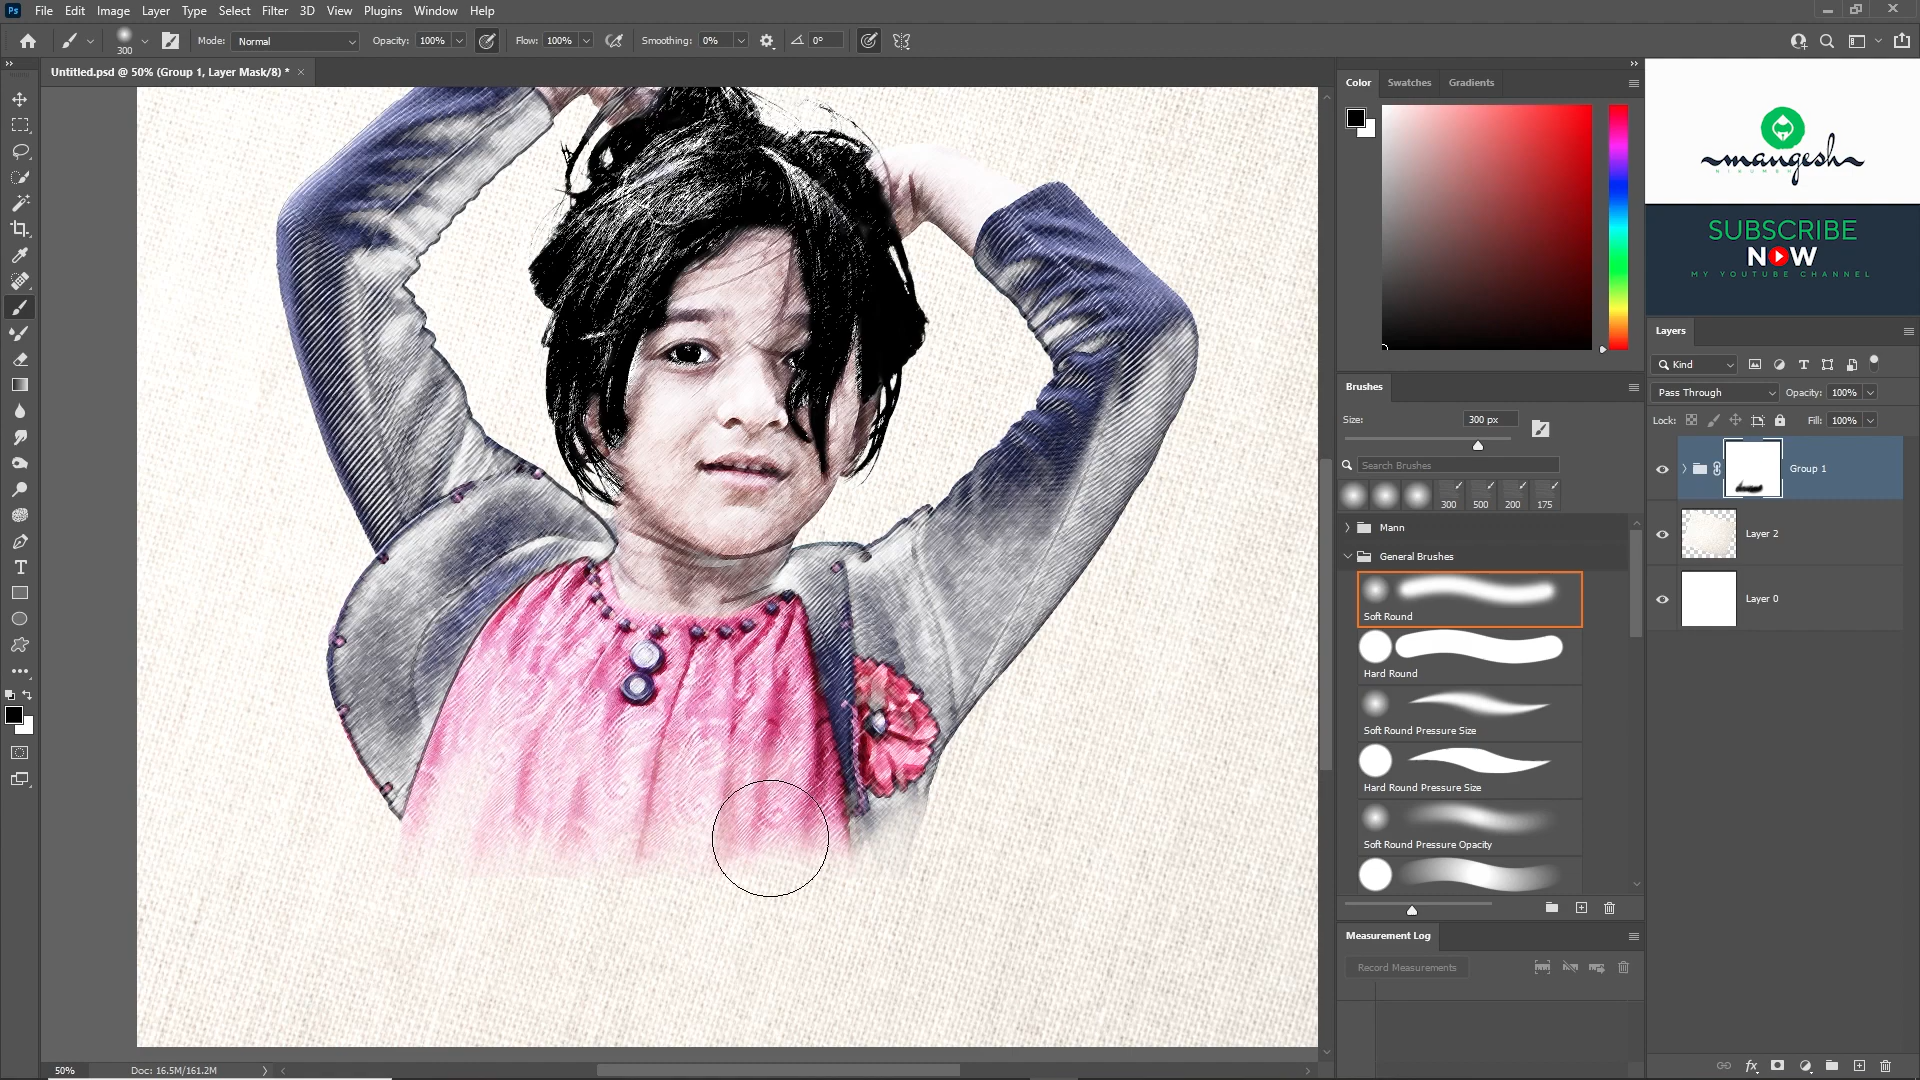 Ps File Edit Image Layer Type Select Filter 3D View Plugins Window Help
300 Mode: Normal Opacity: 100% Flow: 100% Smoothing: 0% 0°
Untitled.psd @ 50% (Group 1, Layer Mask/8) * ×
Color Swatches Gradients
mangesh
SUBSCRIBE
NOW
MY YOUTUBE CHANNEL
Layers
Kind
Pass Through Opacity: 100%
Lock: Fill: 100%
Group 1
Layer 2
Layer 0
Brushes
Size: 300 px
Search Brushes
300 500 200 175
Mann
General Brushes
Soft Round
Hard Round
Soft Round Pressure Size
Hard Round Pressure Size
Soft Round Pressure Opacity
Measurement Log
Record Measurements
50% Doc: 16.5M/161.2M